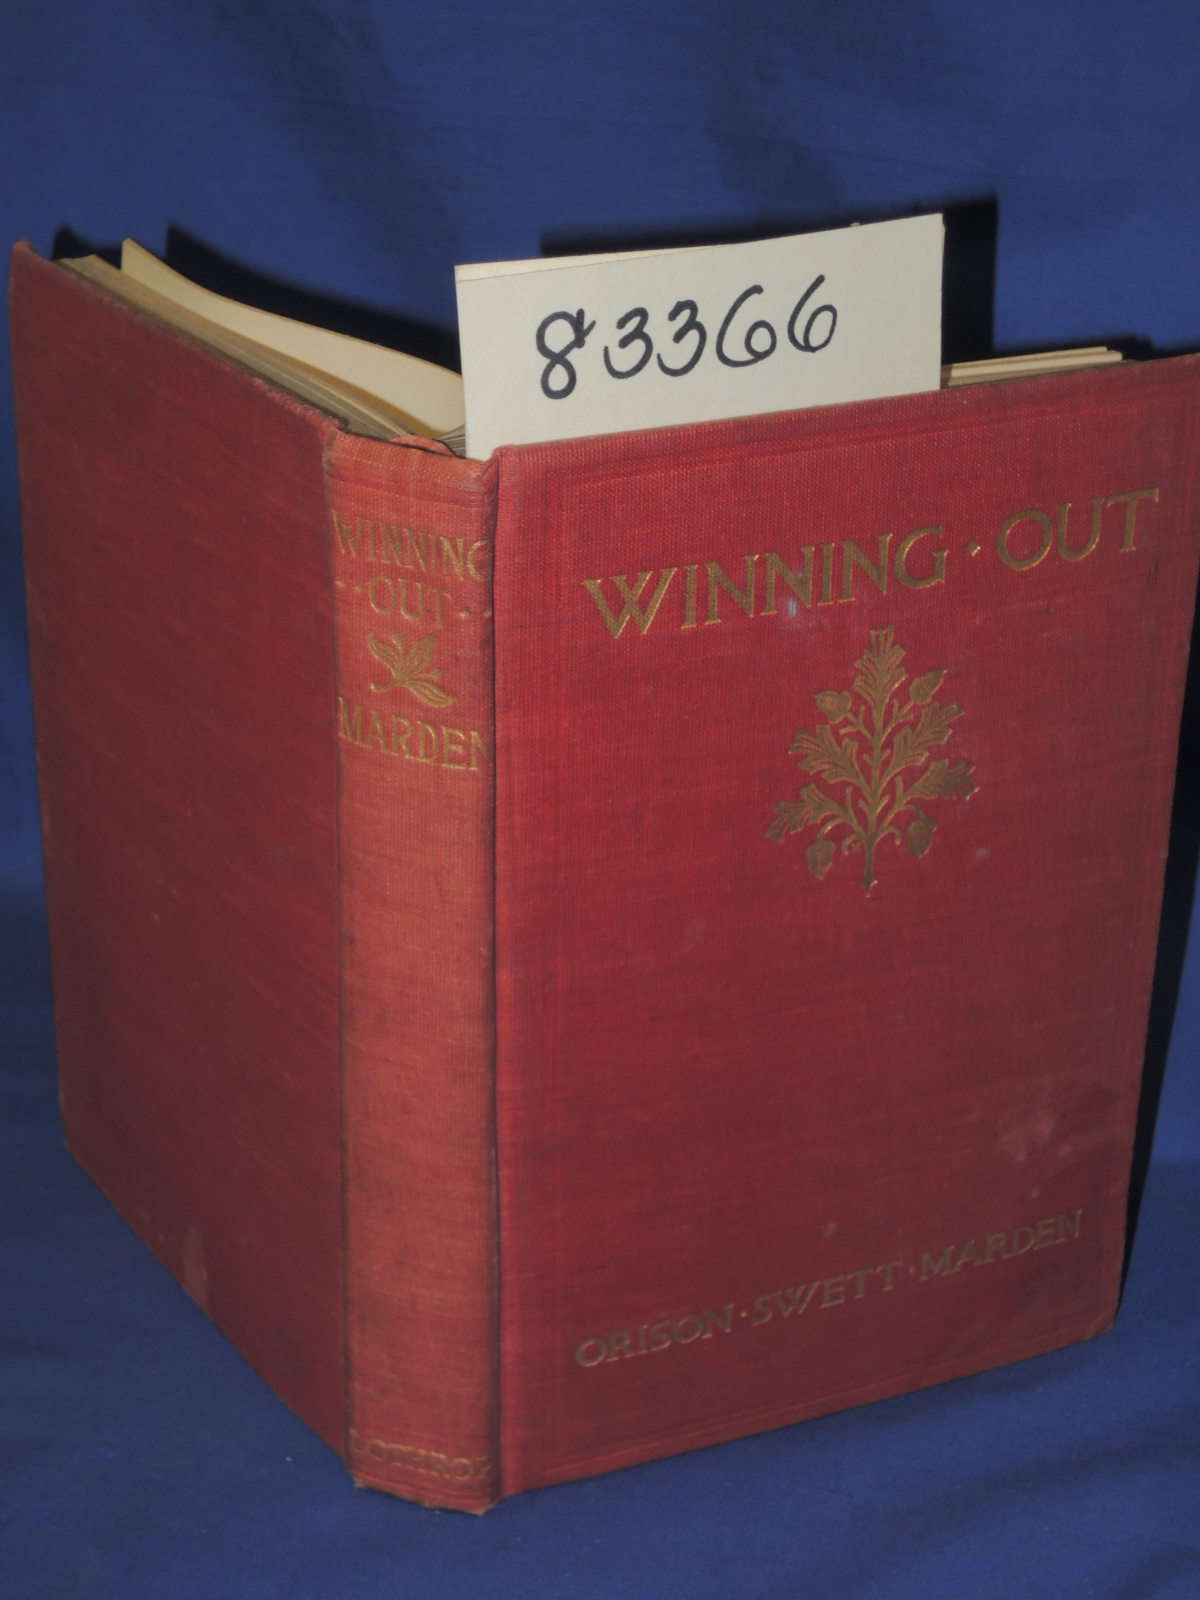 83366
WINNING · OUT
ORISON · SWETT · MARDEN
WINNING
· OUT ·
MARDEN
LOTHROP